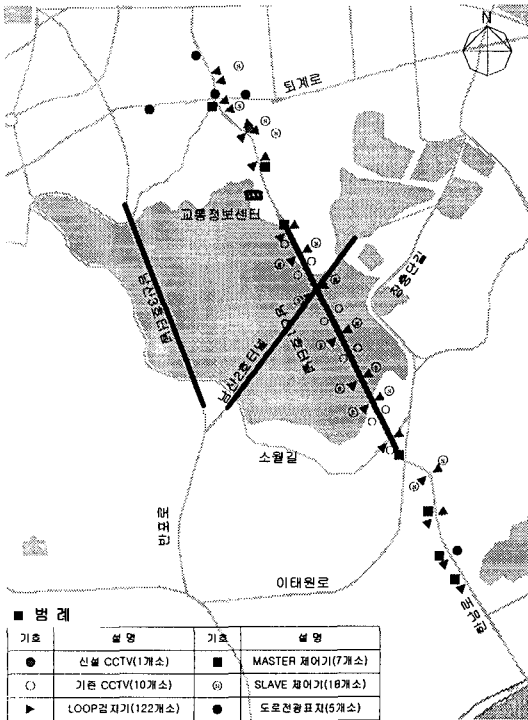 N
퇴계로
교통정보센터
장충단길
남산3호터널
남산2호터널
남산1호터널
소월길
반포로
이태원로
한남로
■ 범 례
기호 설 명 기호 설 명
신설 CCTV(1개소) MASTER 제어기(7개소)
기존 CCTV(10개소) SLAVE 제어기(18개소)
LOOP검지기(122개소) 도로전광표지(5개소)